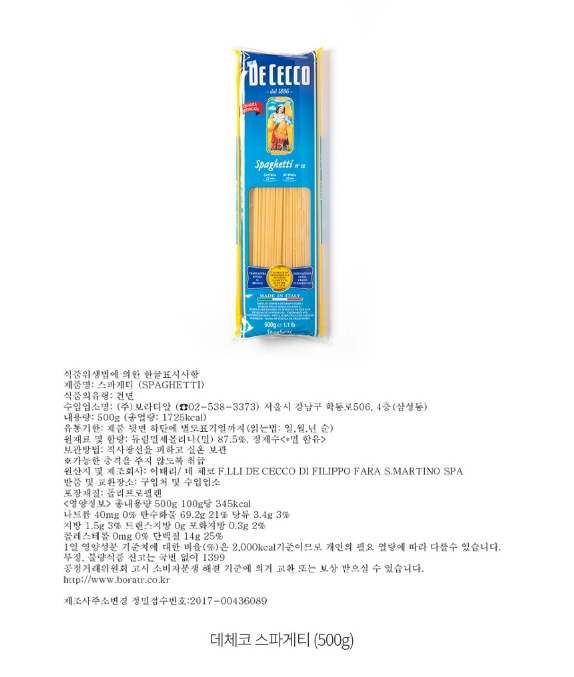 DE CECCO
dal 1886
Spaghetti n° 12
MADE IN ITALY
500g e 1.1 lb
식품위생법에 의한 한글표시사항
제품명: 스파게티 (SPAGHETTI)
식품의유형: 건면
수입업소명: (주)보라티알 (☎02-538-3373) 서울시 강남구 학동로506, 4층(삼성동)
내용량: 500g (총열량: 1725kcal)
유통기한: 제품 뒷면 하단에 별도표기일까지(읽는법: 일,월,년 순)
원재료 및 함량: 듀럼밀세몰리나(밀) 87.5%, 정제수<*밀 함유>
보관방법: 직사광선을 피하고 실온 보관
※가능한 충격을 주지 않도록 취급
원산지 및 제조회사: 이태리/ 데 체코 F.LLI DE CECCO DI FILIPPO FARA S.MARTINO SPA
반품 및 교환장소: 구입처 및 수입업소
포장재질: 폴리프로필렌
<영양정보> 총내용량 500g 100g당 345kcal
나트륨 40mg 0% 탄수화물 69.2g 21% 당류 3.4g 3%
지방 1.5g 3% 트랜스지방 0g 포화지방 0.3g 2%
콜레스테롤 0mg 0% 단백질 14g 25%
1일 영양성분 기준치에 대한 비율(%)은 2,000kcal기준이므로 개인의 필요 열량에 따라 다를수 있습니다.
부정, 불량식품 신고는 국번 없이 1399
공정거래위원회 고시 소비자분쟁 해결 기준에 의거 교환 또는 보상 받으실 수 있습니다.
http://www.boratr.co.kr
제조사주소변경 정밀접수번호:2017-00436089
데체코 스파게티 (500g)